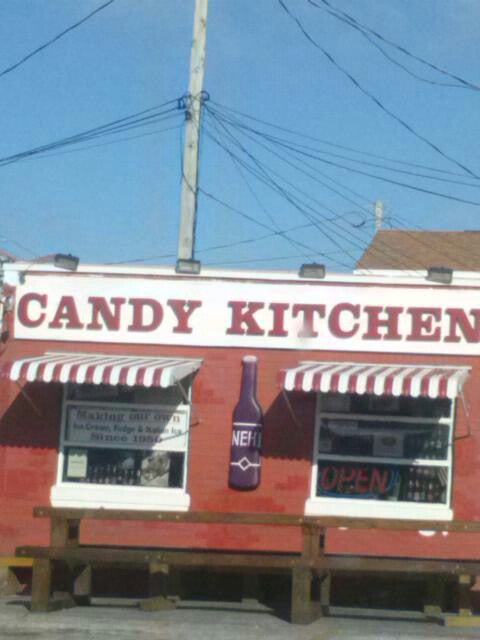 CANDY KITCHEN
Making our own
Ice Cream, Fudge & Italian Ice
Since 1950
NEHI
OPEN